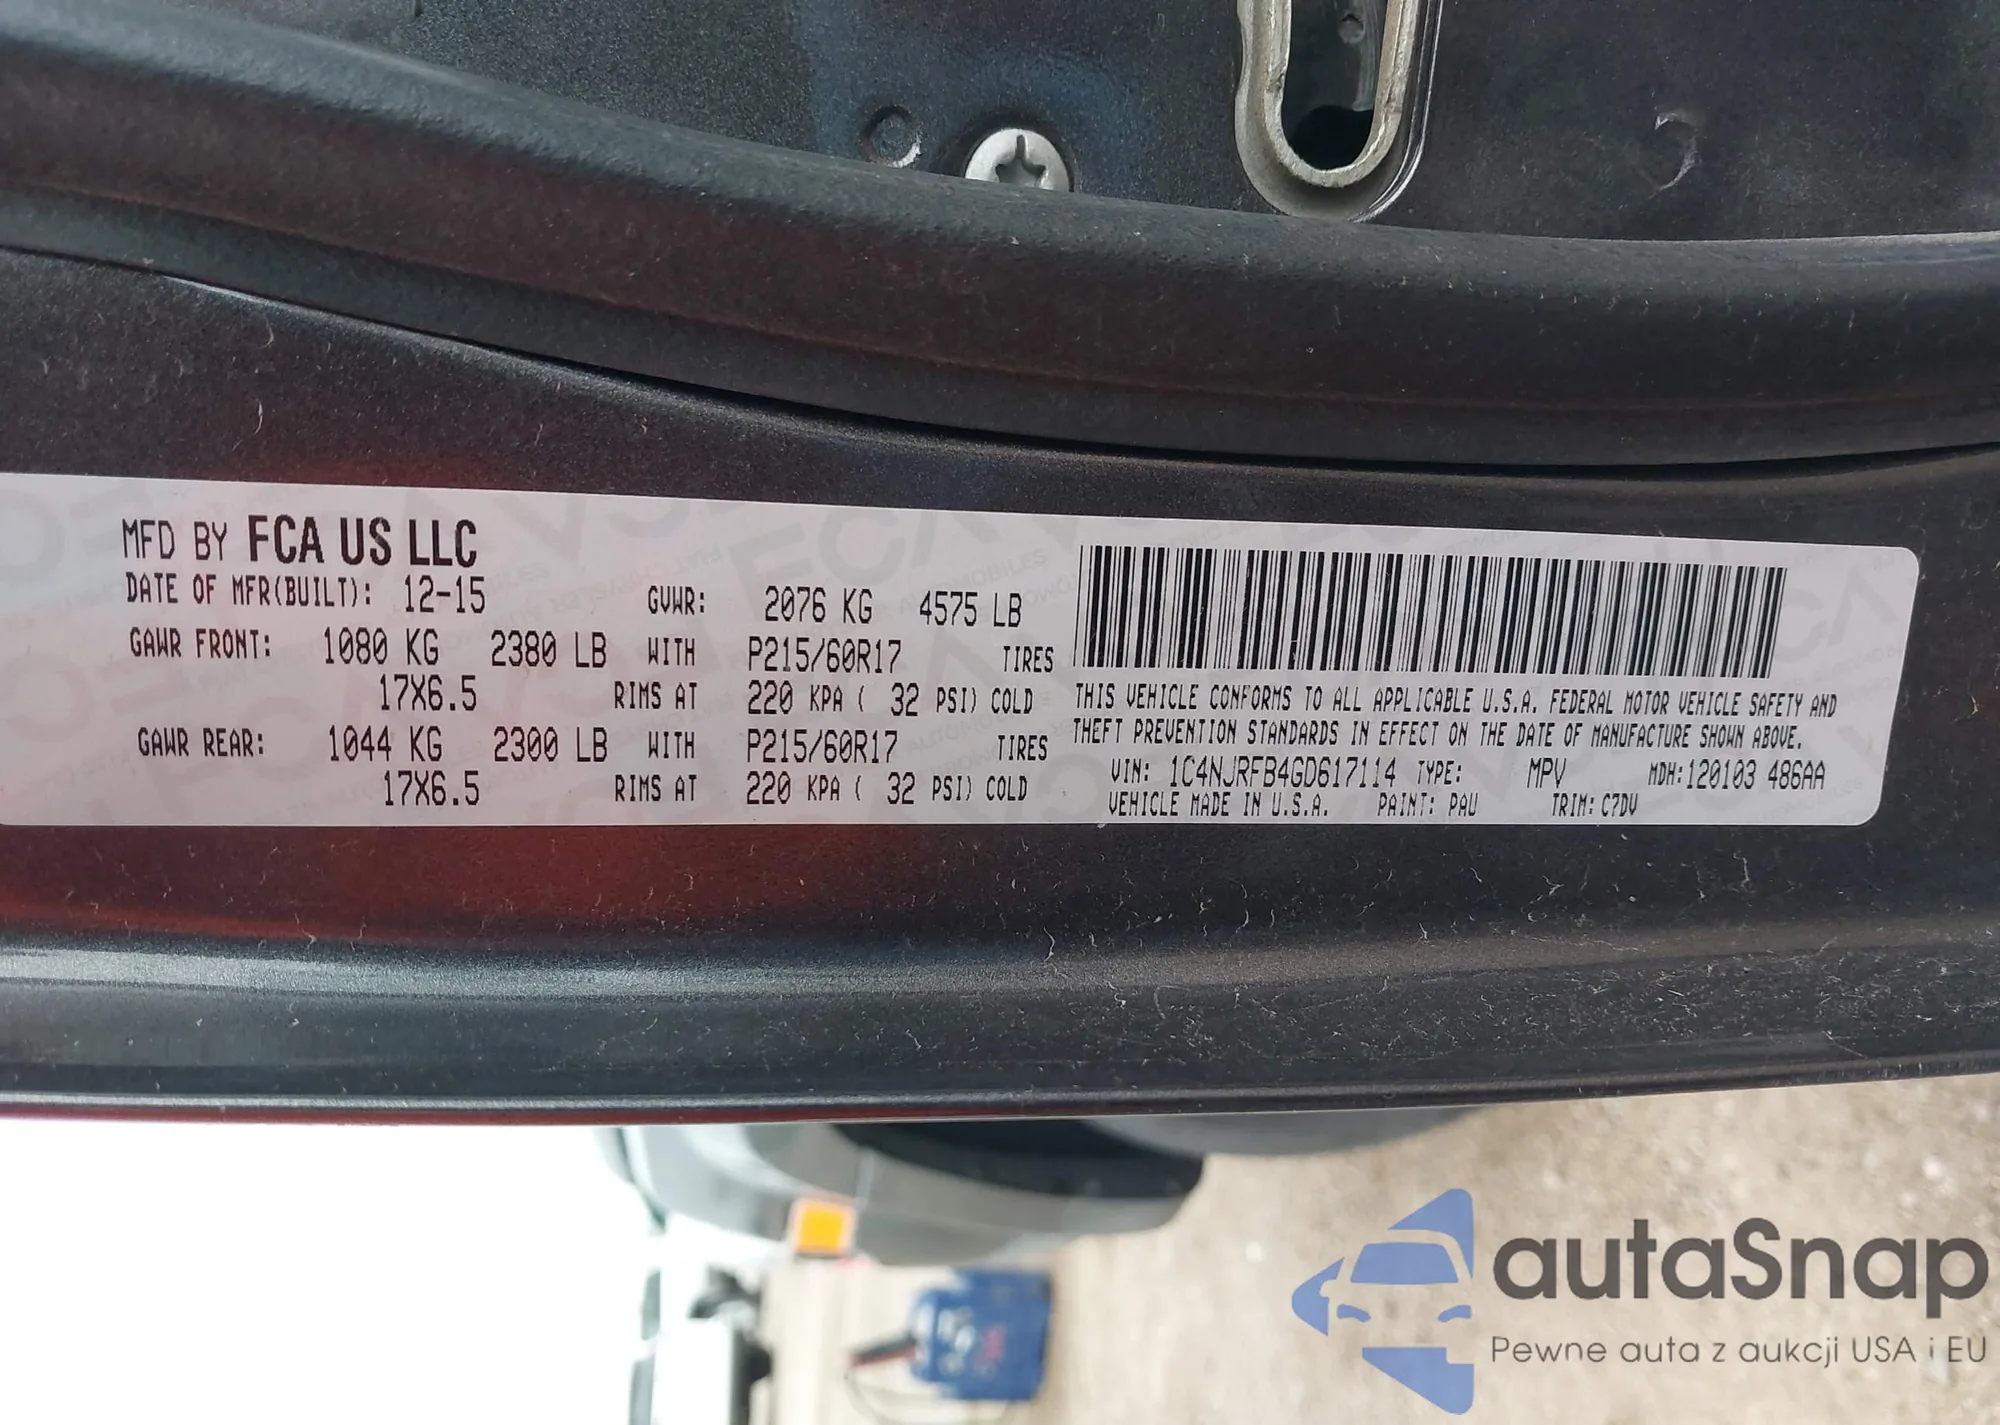 MFD BY FCA US LLC
DATE OF MFR(BUILT): 12-15 GVWR: 2076 KG 4575 LB
GAWR FRONT: 1080 KG 2380 LB WITH P215/60R17 TIRES
17X6.5 RIMS AT 220 KPA ( 32 PSI) COLD
GAWR REAR: 1044 KG 2300 LB WITH P215/60R17 TIRES
17X6.5 RIMS AT 220 KPA ( 32 PSI) COLD
THIS VEHICLE CONFORMS TO ALL APPLICABLE U.S.A. FEDERAL MOTOR VEHICLE SAFETY AND
THEFT PREVENTION STANDARDS IN EFFECT ON THE DATE OF MANUFACTURE SHOWN ABOVE.
VIN: 1C4NJRFB4GD617114 TYPE: MPV MDH:120103 486AA
VEHICLE MADE IN U.S.A. PAINT: PAU TRIM: C7DV
autaSnap
Pewne auta z aukcji USA i EU